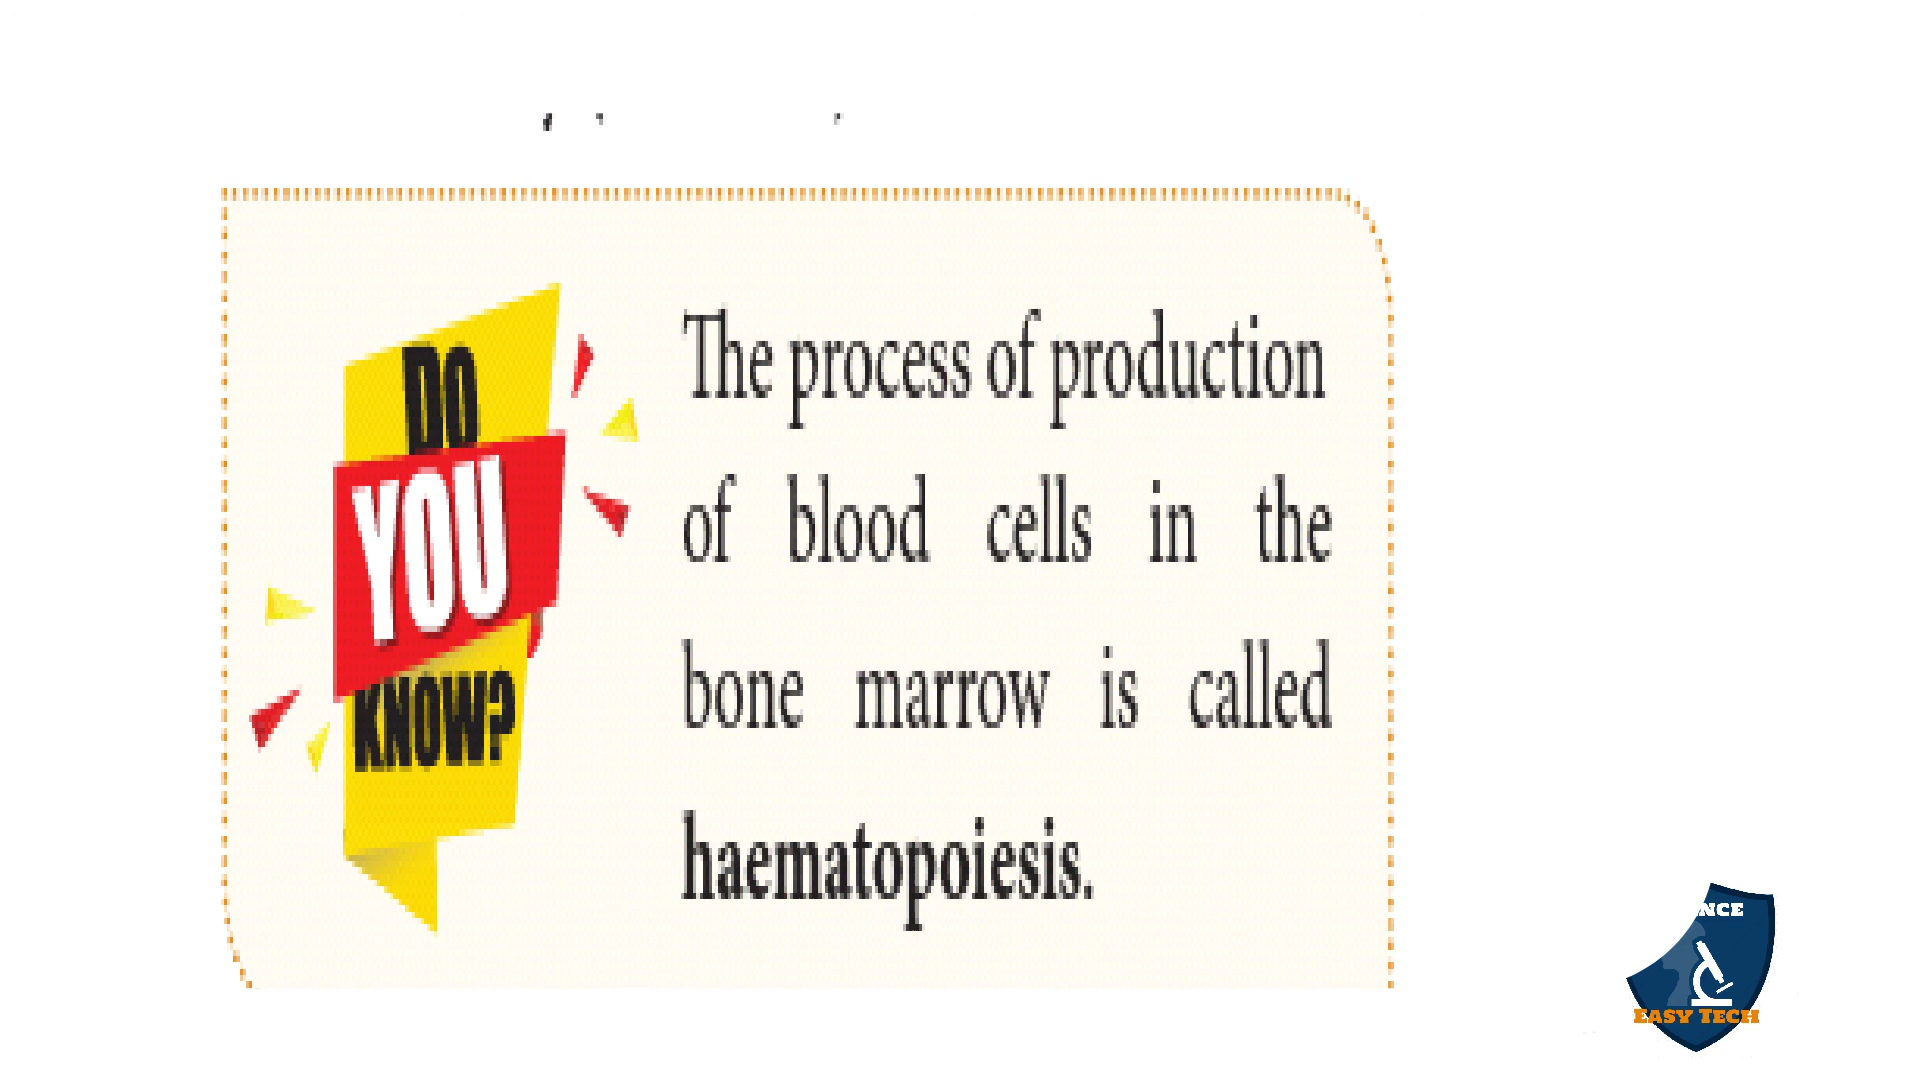 DO
YOU
KNOW?
The process of production
of blood cells in the
bone marrow is called
haematopoiesis.
NCE
EASY TECH